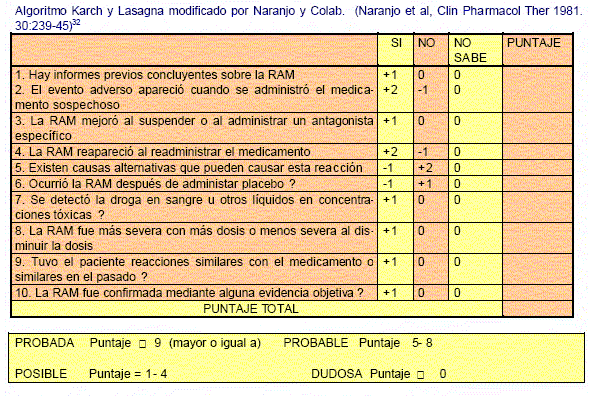 Algoritmo Karch y Lasagna modificado por Naranjo y Colab. (Naranjo et al, Clin Pharmacol Ther 1981.
30:239-45)32
SI NO NO SABE PUNTAJE
1. Hay informes previos concluyentes sobre la RAM +1 0 0
2. El evento adverso apareció cuando se administró el medica-
mento sospechoso +2 -1 0
3. La RAM mejoró al suspender o al administrar un antagonista
específico +1 0 0
4. La RAM reapareció al readministrar el medicamento +2 -1 0
5. Existen causas alternativas que pueden causar esta reacción -1 +2 0
6. Ocurrió la RAM después de administar placebo ? -1 +1 0
7. Se detectó la droga en sangre u otros líquidos en concentra-
ciones tóxicas ? +1 0 0
8. La RAM fue más severa con más dosis o menos severa al dis-
minuir la dosis +1 0 0
9. Tuvo el paciente reacciones similares con el medicamento o
similares en el pasado ? +1 0 0
10. La RAM fue confirmada mediante alguna evidencia objetiva ? +1 0 0
PUNTAJE TOTAL
PROBADA Puntaje □ 9 (mayor o igual a) PROBABLE Puntaje 5- 8
POSIBLE Puntaje = 1- 4 DUDOSA Puntaje □ 0